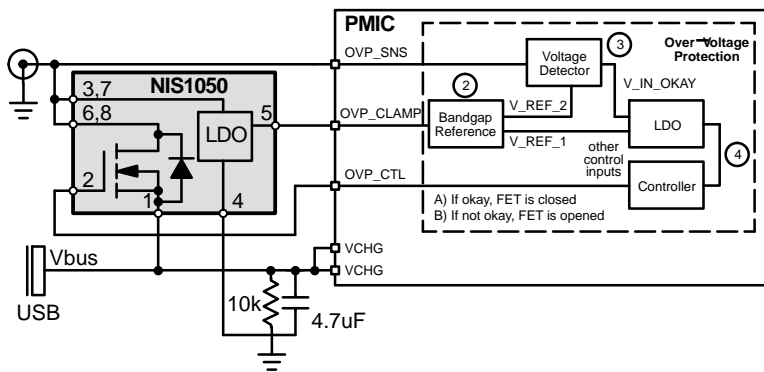 PMIC
OVP_SNS
Over-Voltage
Protection
Voltage
Detector
3
NIS1050
3,7
6,8
5
LDO
2
1
4
2
V_IN_OKAY
OVP_CLAMP
Bandgap
Reference
V_REF_2
V_REF_1
LDO
other
control
inputs
4
OVP_CTL
Controller
A) If okay, FET is closed
B) If not okay, FET is opened
VCHG
VCHG
Vbus
USB
10k
4.7uF